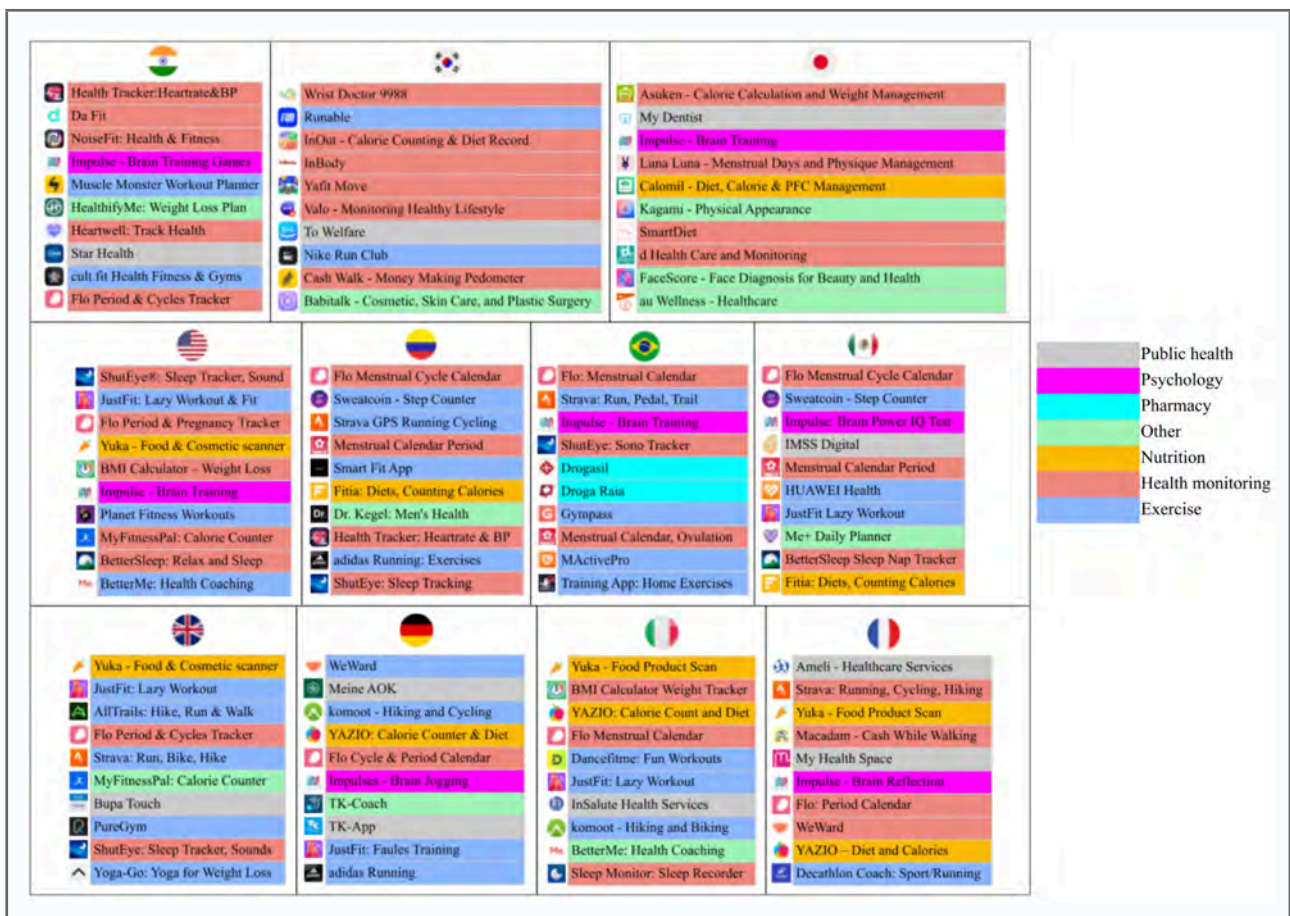 Health Tracker:Heartrate&BP
Da Fit
NoiseFit: Health & Fitness
Impulse - Brain Training Games
Muscle Monster Workout Planner
HealthifyMe: Weight Loss Plan
Heartwell: Track Health
Star Health
cult.fit Health Fitness & Gyms
Flo Period & Cycles Tracker
Wrist Doctor 9988
Runable
InOut - Calorie Counting & Diet Record
InBody
Yafit Move
Valo - Monitoring Healthy Lifestyle
To Welfare
Nike Run Club
Cash Walk - Money Making Pedometer
Babitalk - Cosmetic, Skin Care, and Plastic Surgery
Asuken - Calorie Calculation and Weight Management
My Dentist
Impulse - Brain Training
Luna Luna - Menstrual Days and Physique Management
Calomil - Diet, Calorie & PFC Management
Kagami - Physical Appearance
SmartDiet
d Health Care and Monitoring
FaceScore - Face Diagnosis for Beauty and Health
au Wellness - Healthcare
ShutEye®: Sleep Tracker, Sound
JustFit: Lazy Workout & Fit
Flo Period & Pregnancy Tracker
Yuka - Food & Cosmetic scanner
BMI Calculator – Weight Loss
Impulse - Brain Training
Planet Fitness Workouts
MyFitnessPal: Calorie Counter
BetterSleep: Relax and Sleep
BetterMe: Health Coaching
Flo Menstrual Cycle Calendar
Sweatcoin - Step Counter
Strava GPS Running Cycling
Menstrual Calendar Period
Smart Fit App
Fitia: Diets, Counting Calories
Dr. Kegel: Men's Health
Health Tracker: Heartrate & BP
adidas Running: Exercises
ShutEye: Sleep Tracking
Flo: Menstrual Calendar
Strava: Run, Pedal, Trail
Impulse - Brain Training
ShutEye: Sono Tracker
Drogasil
Droga Raia
Gympass
Menstrual Calendar, Ovulation
MActivePro
Training App: Home Exercises
Flo Menstrual Cycle Calendar
Sweatcoin - Step Counter
Impulse: Brain Power IQ Test
IMSS Digital
Menstrual Calendar Period
HUAWEI Health
JustFit Lazy Workout
Me+ Daily Planner
BetterSleep Sleep Nap Tracker
Fitia: Diets, Counting Calories
Yuka - Food & Cosmetic scanner
JustFit: Lazy Workout
AllTrails: Hike, Run & Walk
Flo Period & Cycles Tracker
Strava: Run, Bike, Hike
MyFitnessPal: Calorie Counter
Bupa Touch
PureGym
ShutEye: Sleep Tracker, Sounds
Yoga-Go: Yoga for Weight Loss
WeWard
Meine AOK
komoot - Hiking and Cycling
YAZIO: Calorie Counter & Diet
Flo Cycle & Period Calendar
Impulses - Brain Jogging
TK-Coach
TK-App
JustFit: Faules Training
adidas Running
Yuka - Food Product Scan
BMI Calculator Weight Tracker
YAZIO: Calorie Count and Diet
Flo Menstrual Calendar
Dancefitme: Fun Workouts
JustFit: Lazy Workout
InSalute Health Services
komoot - Hiking and Biking
BetterMe: Health Coaching
Sleep Monitor: Sleep Recorder
Ameli - Healthcare Services
Strava: Running, Cycling, Hiking
Yuka - Food Product Scan
Macadam - Cash While Walking
My Health Space
Impulse - Brain Reflection
Flo: Period Calendar
WeWard
YAZIO – Diet and Calories
Decathlon Coach: Sport/Running
Public health
Psychology
Pharmacy
Other
Nutrition
Health monitoring
Exercise